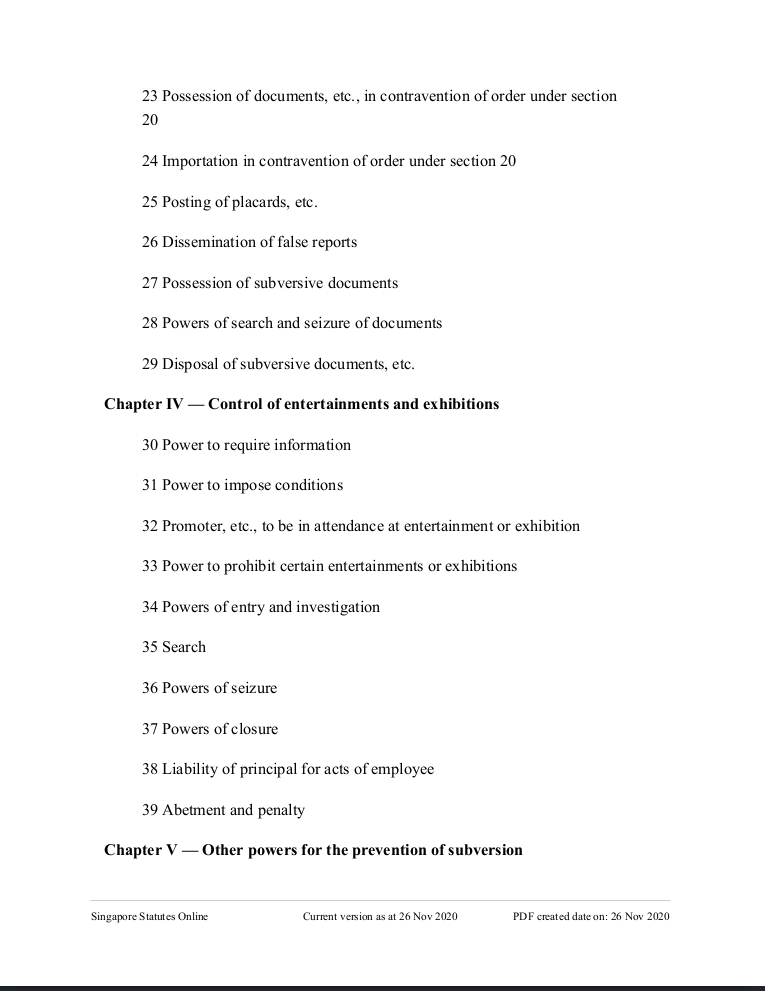 23 Possession of documents, etc., in contravention of order under section
20
24 Importation in contravention of order under section 20
25 Posting of placards, etc.
26 Dissemination of false reports
27 Possession of subversive documents
28 Powers of search and seizure of documents
29 Disposal of subversive documents, etc.
Chapter IV — Control of entertainments and exhibitions
30 Power to require information
31 Power to impose conditions
32 Promoter, etc., to be in attendance at entertainment or exhibition
33 Power to prohibit certain entertainments or exhibitions
34 Powers of entry and investigation
35 Search
36 Powers of seizure
37 Powers of closure
38 Liability of principal for acts of employee
39 Abetment and penalty
Chapter V — Other powers for the prevention of subversion
Singapore Statutes Online Current version as at 26 Nov 2020 PDF created date on: 26 Nov 2020